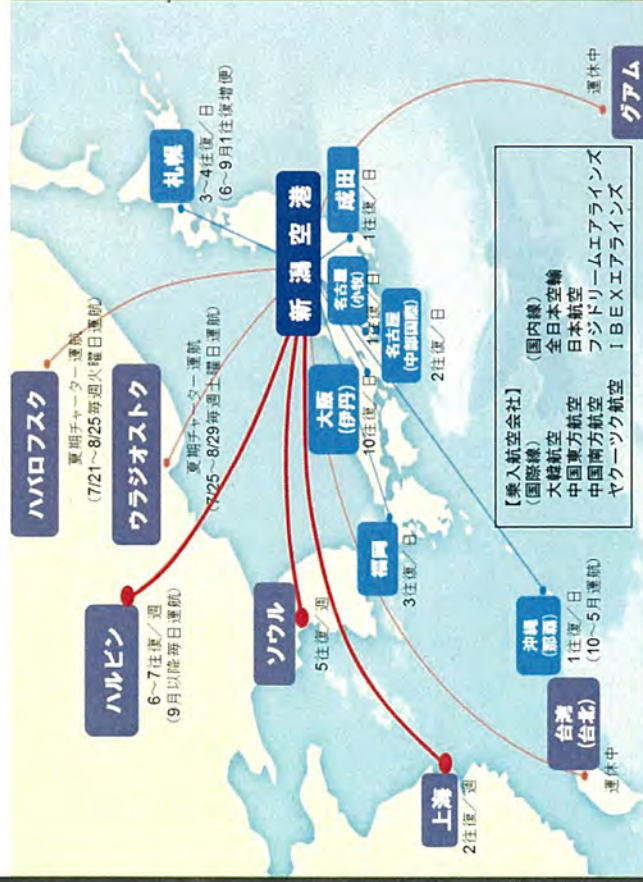 ハバロフスク
夏期チャーター運航
(7/21～8/25毎週火曜日運航)
ウラジオストク
夏期チャーター運航
(7/25～8/29毎週土曜日運航)
ハルビン
6～7往復/週
(9月以降毎日運航)
ソウル
5往復/週
上海
2往復/週
台湾
(台北)
運休中
グアム
運休中
新潟空港
札幌
3～4往復/日
(6～9月1往復増便)
成田
1往復/日
名古屋
(小牧)
1往復/日
名古屋
(中部国際)
2往復/日
大阪
(伊丹)
10往復/日
福岡
3往復/日
沖縄
(那覇)
1往復/日
(10～5月運航)
【乗入航空会社】
(国際線)
大韓航空
中国東方航空
中国南方航空
ヤクーツク航空
(国内線)
全日本空輸
日本航空
フジドリームエアラインズ
IBEXエアラインズ